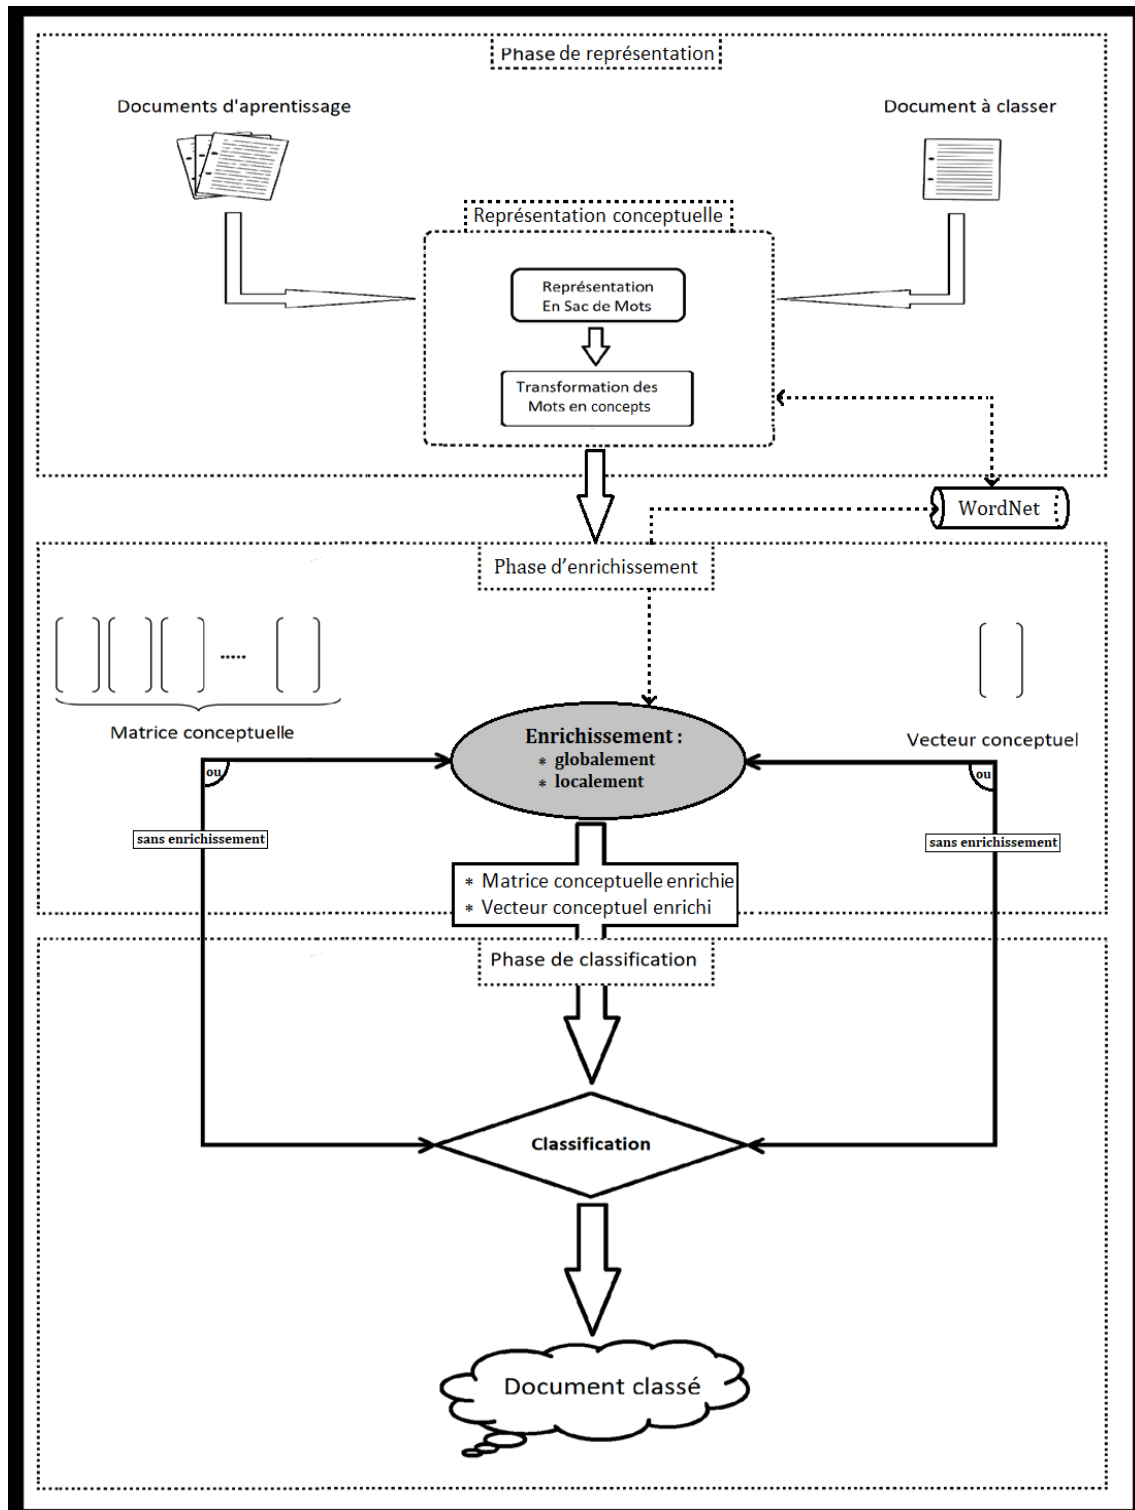 Phase de représentation
Documents d'aprentissage
Document à classer
Représentation conceptuelle
Représentation
En Sac de Mots
Transformation des
Mots en concepts
WordNet
Phase d'enrichissement
.....
Matrice conceptuelle
Vecteur conceptuel
Enrichissement :
* globalement
* localement
ou
ou
sans enrichissement
sans enrichissement
* Matrice conceptuelle enrichie
* Vecteur conceptuel enrichi
Phase de classification
Classification
Document classé